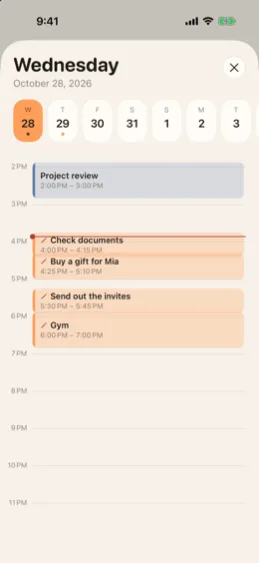 9:41
Wednesday
October 28, 2026
W T F S S M T
28 29 30 31 1 2 3
2 PM
Project review
2:00 PM – 3:00 PM
3 PM
4 PM
Check documents
4:00 PM – 4:15 PM
Buy a gift for Mia
4:25 PM – 5:10 PM
5 PM
Send out the invites
5:30 PM – 5:45 PM
6 PM
Gym
6:00 PM – 7:00 PM
7 PM
8 PM
9 PM
10 PM
11 PM